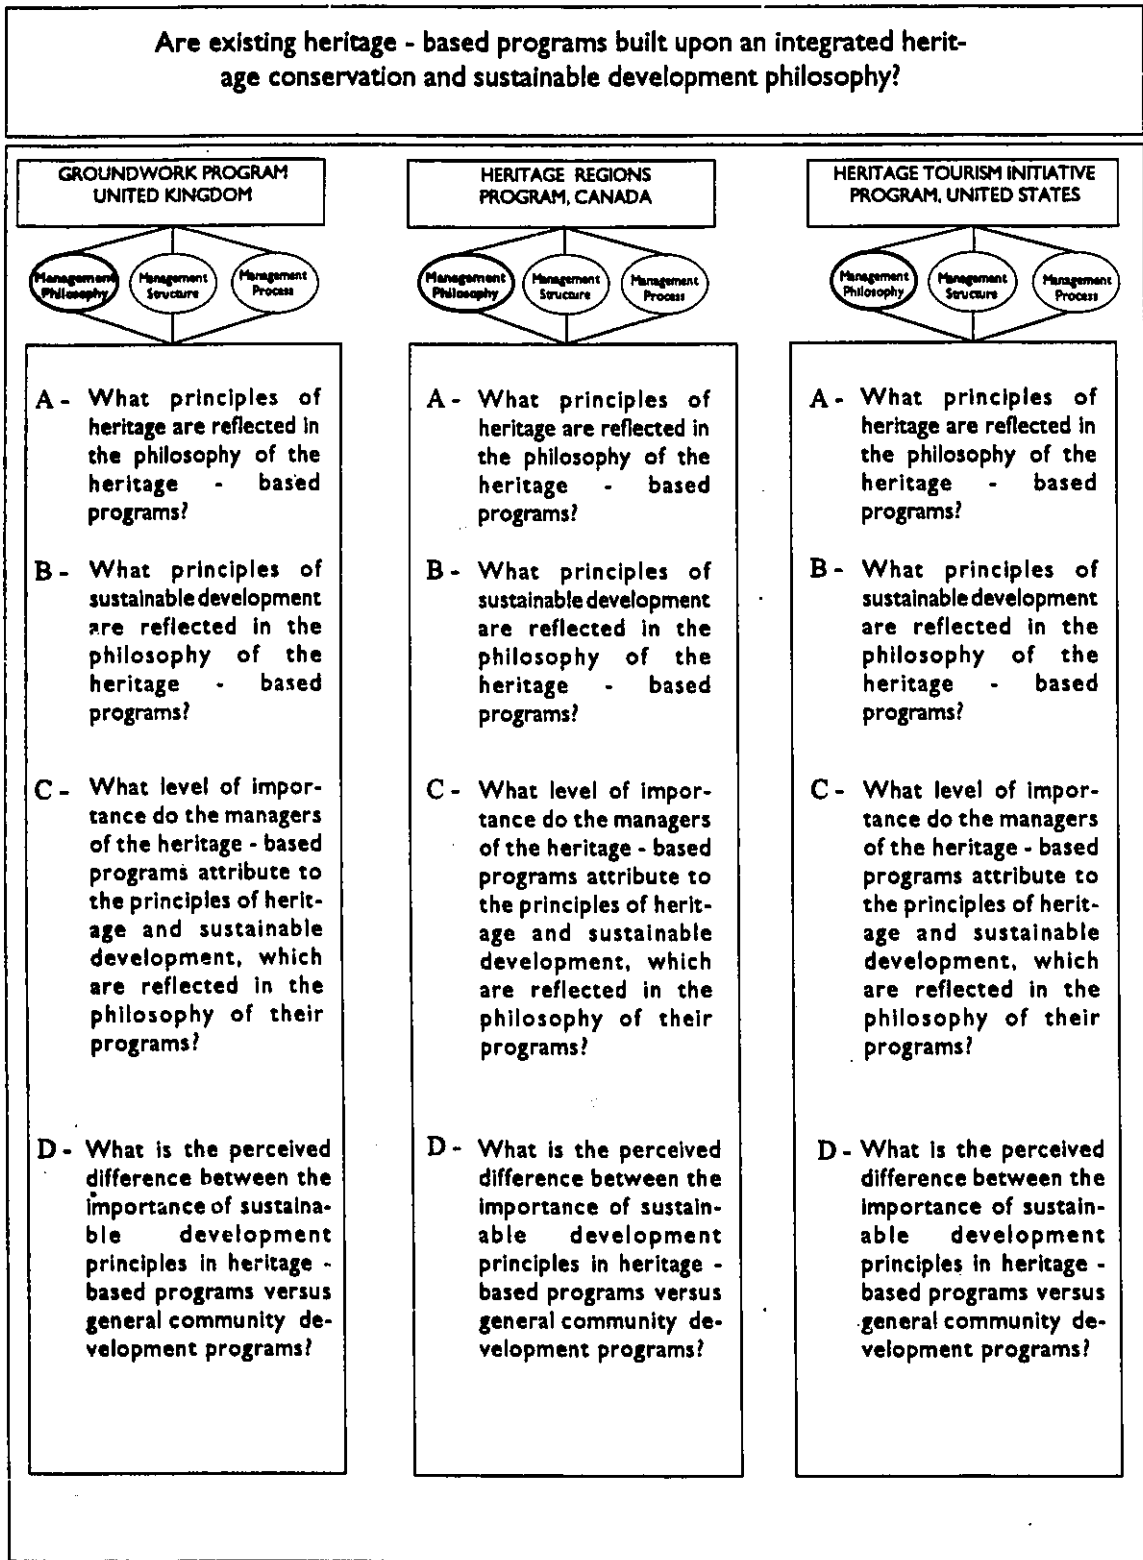 Are existing heritage - based programs built upon an integrated herit-
age conservation and sustainable development philosophy?
GROUNDWORK PROGRAM
UNITED KINGDOM
Management
Philosophy
Management
Structure
Management
Process
A - What principles of
heritage are reflected in
the philosophy of the
heritage - based
programs?
B - What principles of
sustainable development
are reflected in the
philosophy of the
heritage - based
programs?
C - What level of impor-
tance do the managers
of the heritage - based
programs attribute to
the principles of herit-
age and sustainable
development, which
are reflected in the
philosophy of their
programs?
D - What is the perceived
difference between the
importance of sustaina-
ble development
principles in heritage -
based programs versus
general community de-
velopment programs?
HERITAGE REGIONS
PROGRAM, CANADA
Management
Philosophy
Management
Structure
Management
Process
A - What principles of
heritage are reflected in
the philosophy of the
heritage - based
programs?
B - What principles of
sustainable development
are reflected in the
philosophy of the
heritage - based
programs?
C - What level of impor-
tance do the managers
of the heritage - based
programs attribute to
the principles of herit-
age and sustainable
development, which
are reflected in the
philosophy of their
programs?
D - What is the perceived
difference between the
importance of sustain-
able development
principles in heritage -
based programs versus
general community de-
velopment programs?
HERITAGE TOURISM INITIATIVE
PROGRAM, UNITED STATES
Management
Philosophy
Management
Structure
Management
Process
A - What principles of
heritage are reflected in
the philosophy of the
heritage - based
programs?
B - What principles of
sustainable development
are reflected in the
philosophy of the
heritage - based
programs?
C - What level of impor-
tance do the managers
of the heritage - based
programs attribute to
the principles of herit-
age and sustainable
development, which
are reflected in the
philosophy of their
programs?
D - What is the perceived
difference between the
importance of sustain-
able development
principles in heritage -
based programs versus
general community de-
velopment programs?